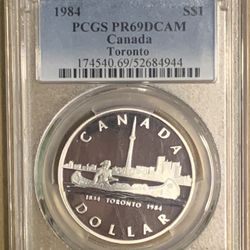 1984 S$1
PCGS PR69DCAM
Canada
Toronto
174540.69/52684944
CANADA
1834 TORONTO 1984
DOLLAR